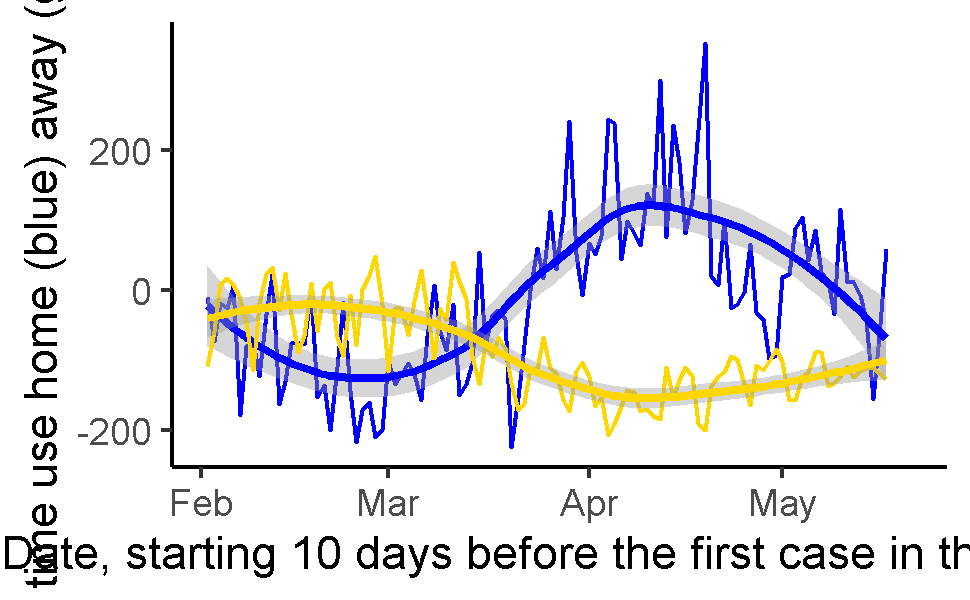 time use home (blue) away (
200
0
-200
Feb Mar Apr May
Date, starting 10 days before the first case in th